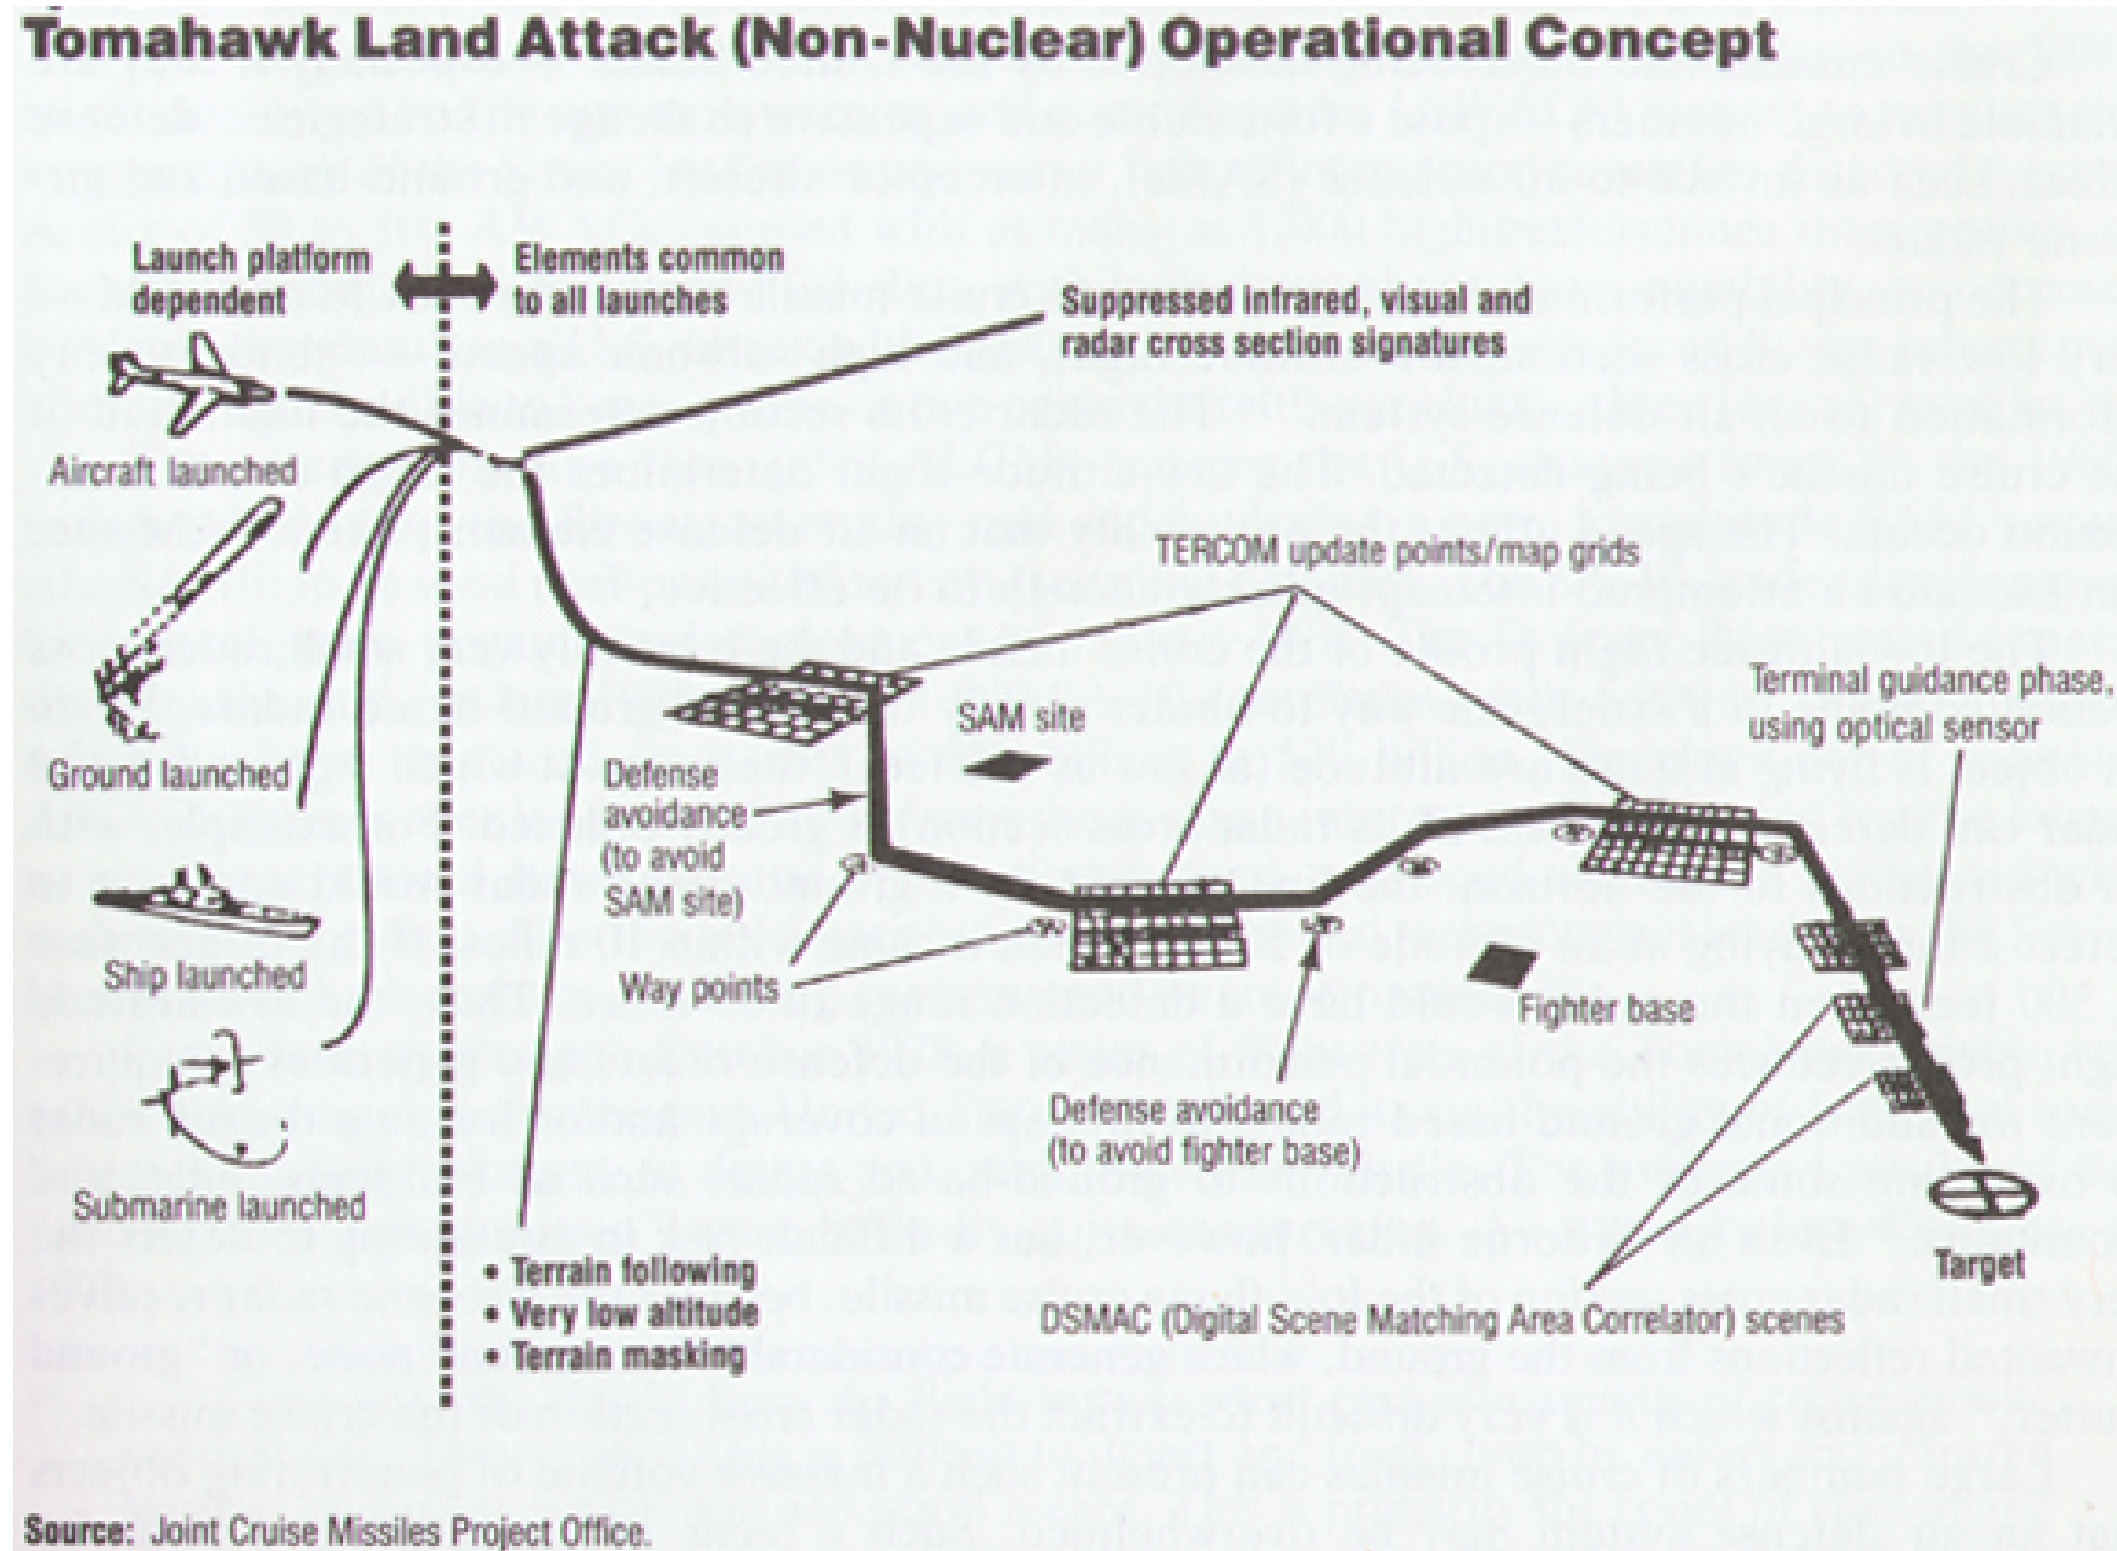 Tomahawk Land Attack (Non-Nuclear) Operational Concept
Launch platform
dependent
Elements common
to all launches
Suppressed infrared, visual and
radar cross section signatures
Aircraft launched
TERCOM update points/map grids
Terminal guidance phase,
using optical sensor
SAM site
Ground launched
Defense
avoidance
(to avoid
SAM site)
Ship launched
Way points
Fighter base
Defense avoidance
(to avoid fighter base)
Submarine launched
Target
• Terrain following
• Very low altitude
• Terrain masking
DSMAC (Digital Scene Matching Area Correlator) scenes
Source: Joint Cruise Missiles Project Office.